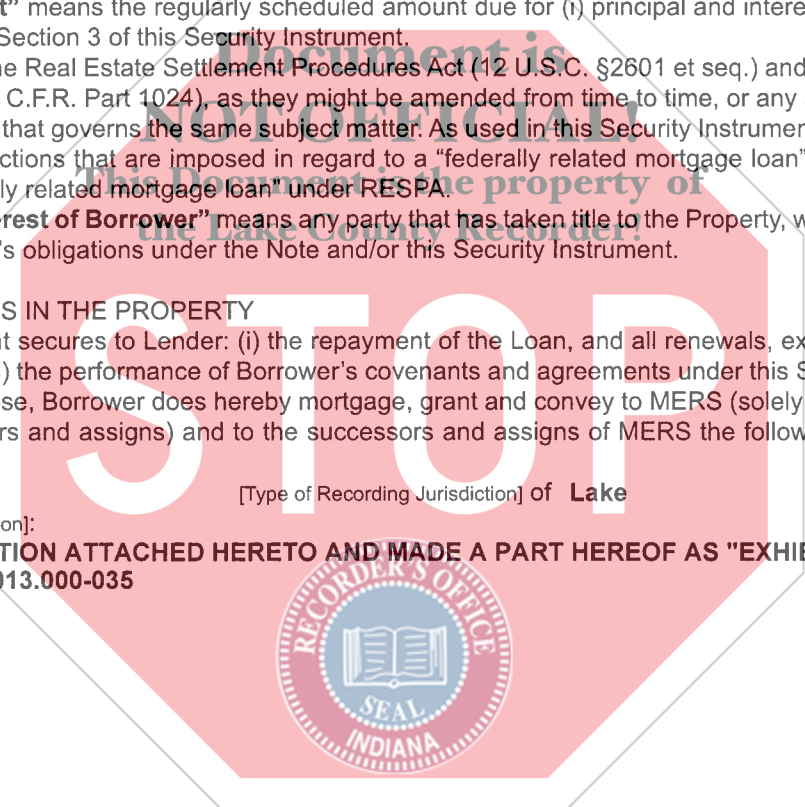 t” means the regularly scheduled amount due for (i) principal and interes
Section 3 of this Security Instrument.
Document is
e Real Estate Settlement Procedures Act (12 U.S.C. §2601 et seq.) and
C.F.R. Part 1024), as they might be amended from time to time, or any
NOT OFFICIAL!
that governs the same subject matter. As used in this Security Instrumen
ctions that are imposed in regard to a “federally related mortgage loan”
This Document is the property of
ly related mortgage loan” under RESPA.
rest of Borrower” means any party that has taken title to the Property, w
the Lake County Recorder!
’s obligations under the Note and/or this Security Instrument.
S IN THE PROPERTY
t secures to Lender: (i) the repayment of the Loan, and all renewals, ex
) the performance of Borrower’s covenants and agreements under this S
se, Borrower does hereby mortgage, grant and convey to MERS (solely
rs and assigns) and to the successors and assigns of MERS the follow
STOP
[Type of Recording Jurisdiction] of Lake
on]:
TION ATTACHED HERETO AND MADE A PART HEREOF AS "EXHIB
013.000-035
RECORDER'S OFFICE
SEAL
INDIANA